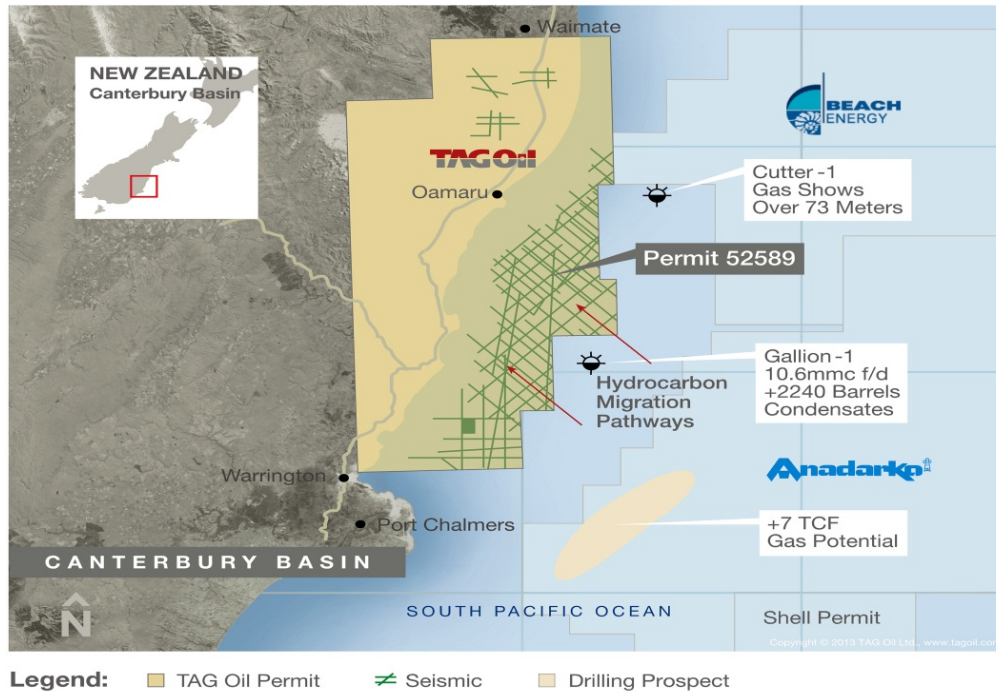 Waimate
NEW ZEALAND
Canterbury Basin
BEACH
ENERGY
TAG Oil
Oamaru
Cutter -1
Gas Shows
Over 73 Meters
Permit 52589
Gallion -1
10.6mmc f/d
+2240 Barrels
Condensates
Hydrocarbon
Migration
Pathways
Anadarko
Warrington
Port Chalmers
+7 TCF
Gas Potential
CANTERBURY BASIN
N
SOUTH PACIFIC OCEAN
Shell Permit
Copyright © 2013 TAG Oil Ltd., www.tagoil.com
Legend: TAG Oil Permit Seismic Drilling Prospect